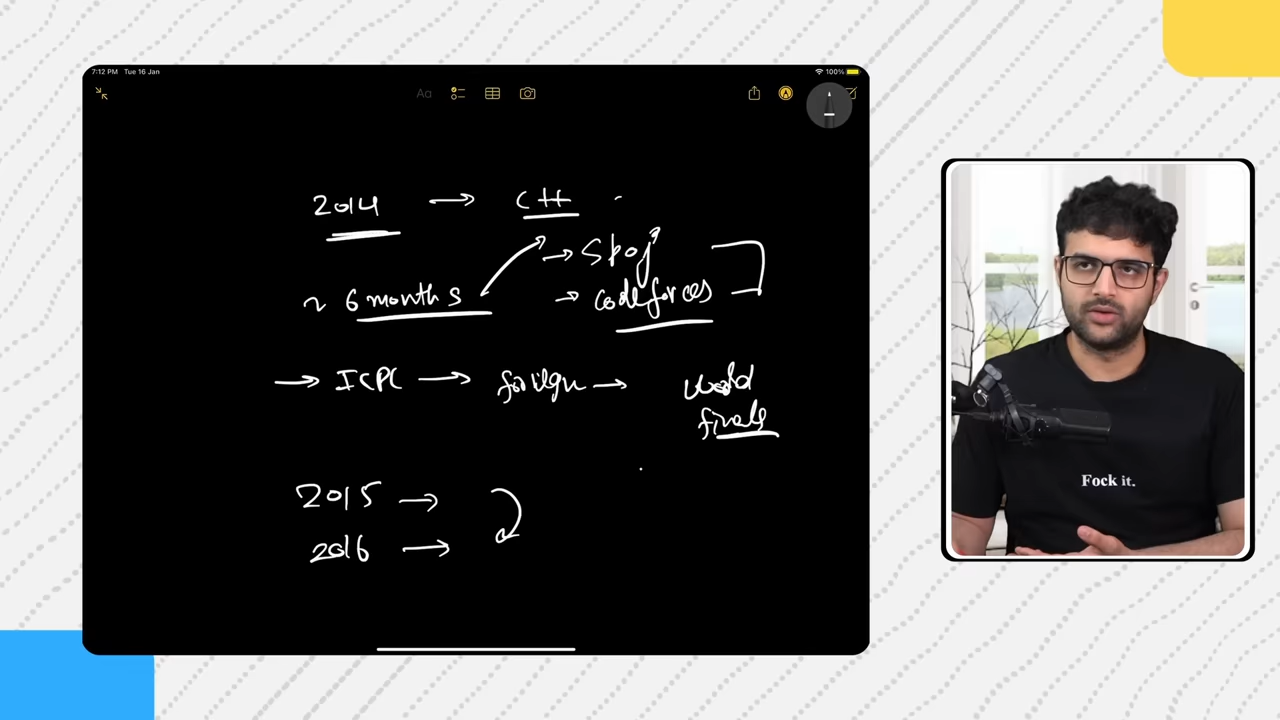 7:12 PM Tue 16 Jan
100%
Aa
2014 → C++
→ Spoj
~ 6 months
→ codeforces
→ ICPC → foreign → world
finals
2015 →
2016 →
Fock it.